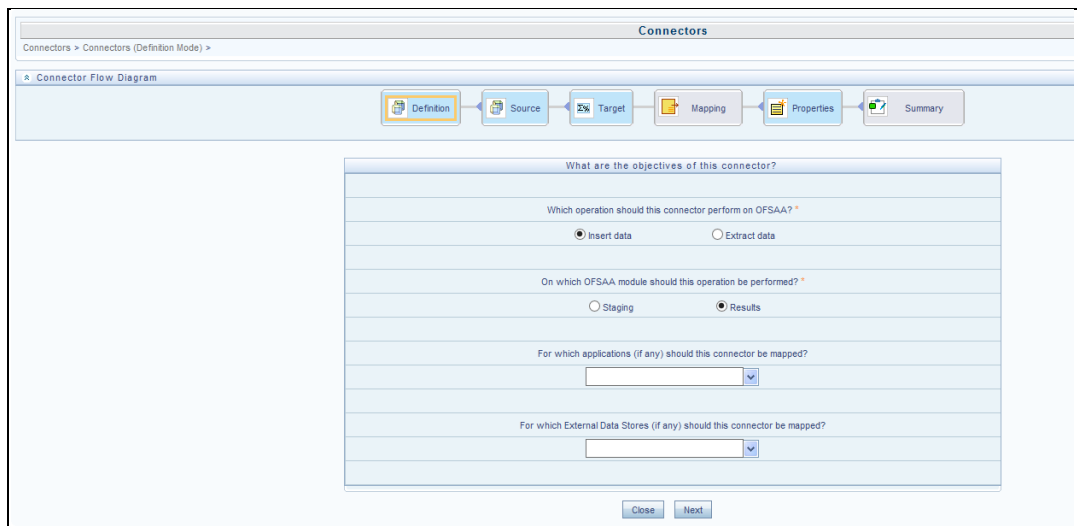 Connectors
Connectors > Connectors (Definition Mode) >
Connector Flow Diagram
Definition Source Target Mapping Properties Summary
What are the objectives of this connector?
Which operation should this connector perform on OFSAA? *
Insert data Extract data
On which OFSAA module should this operation be performed? *
Staging Results
For which applications (if any) should this connector be mapped?
For which External Data Stores (if any) should this connector be mapped?
Close Next